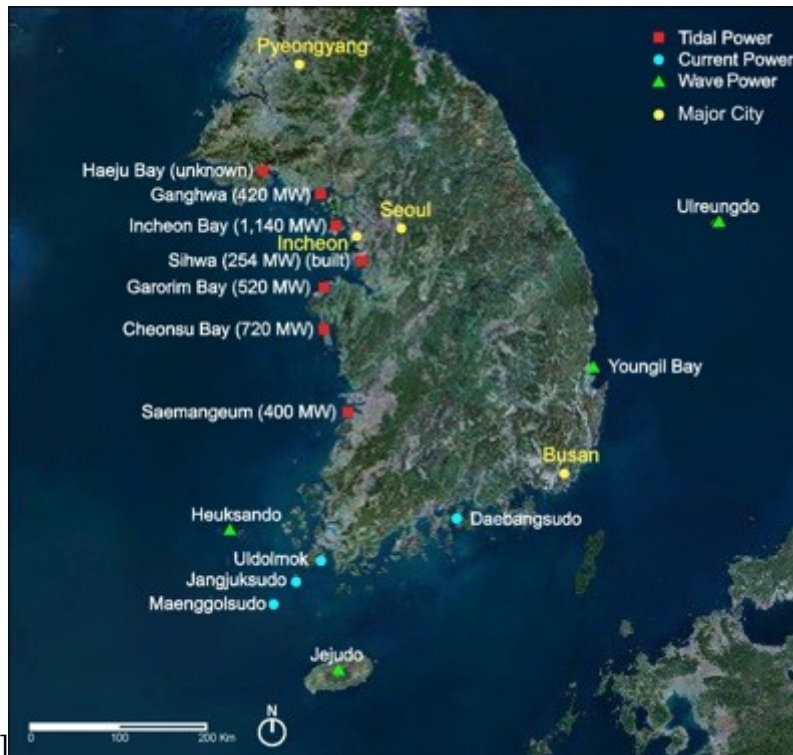 Pyeongyang
Tidal Power
Current Power
Wave Power
Major City
Haeju Bay (unknown)
Ganghwa (420 MW)
Ulreungdo
Seoul
Incheon Bay (1,140 MW)
Incheon
Sihwa (254 MW) (built)
Garorim Bay (520 MW)
Cheonsu Bay (720 MW)
Youngil Bay
Saemangeum (400 MW)
Busan
Heuksando
Daebangsudo
Uldolmok
Jangjuksudo
Maenggolsudo
Jejudo
N
0 100 200 Km
]